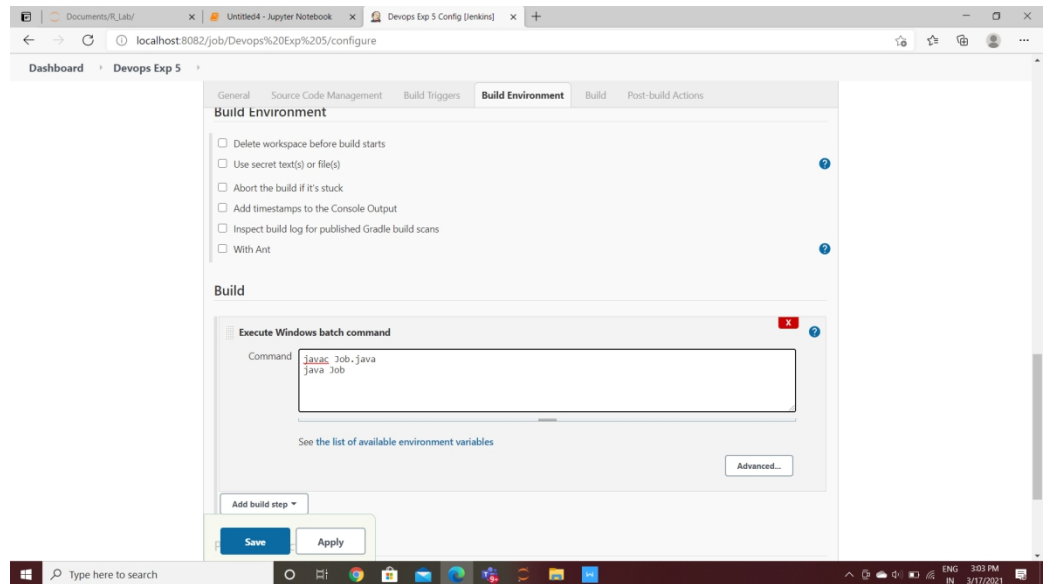 Documents/R_Lab/
Untitled4 - Jupyter Notebook
Devops Exp 5 Config [Jenkins]
localhost:8082/job/Devops%20Exp%205/configure
Dashboard
Devops Exp 5
General
Source Code Management
Build Triggers
Build Environment
Build
Post-build Actions
Build Environment
Delete workspace before build starts
Use secret text(s) or file(s)
Abort the build if it's stuck
Add timestamps to the Console Output
Inspect build log for published Gradle build scans
With Ant
Build
X
Execute Windows batch command
Command
javac Job.java
java Job
See the list of available environment variables
Advanced...
Add build step
Save
Apply
Type here to search
ENG
IN
3:03 PM
3/17/2021